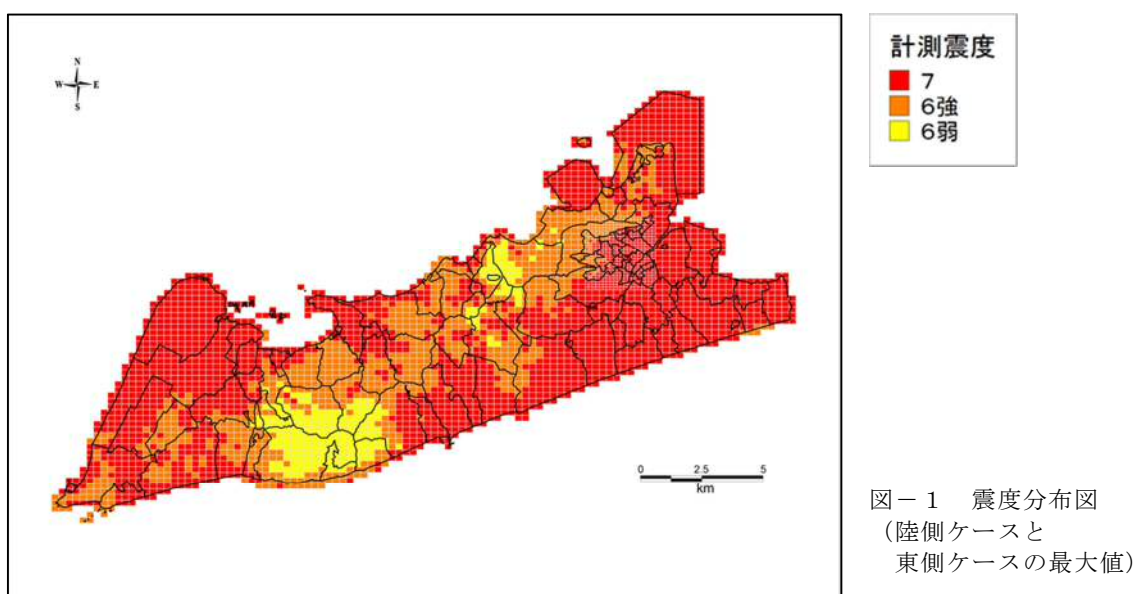 N
W E
S
計測震度
7
6強
6弱
0 2.5 5
km
図－１　震度分布図
（陸側ケースと
東側ケースの最大値）